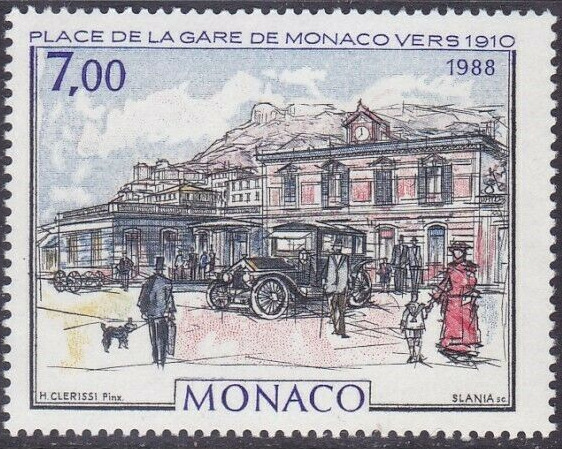 PLACE DE LA GARE DE MONACO VERS 1910
7,00
1988
H. CLERISSI Pinx.
MONACO
SLANIA sc.